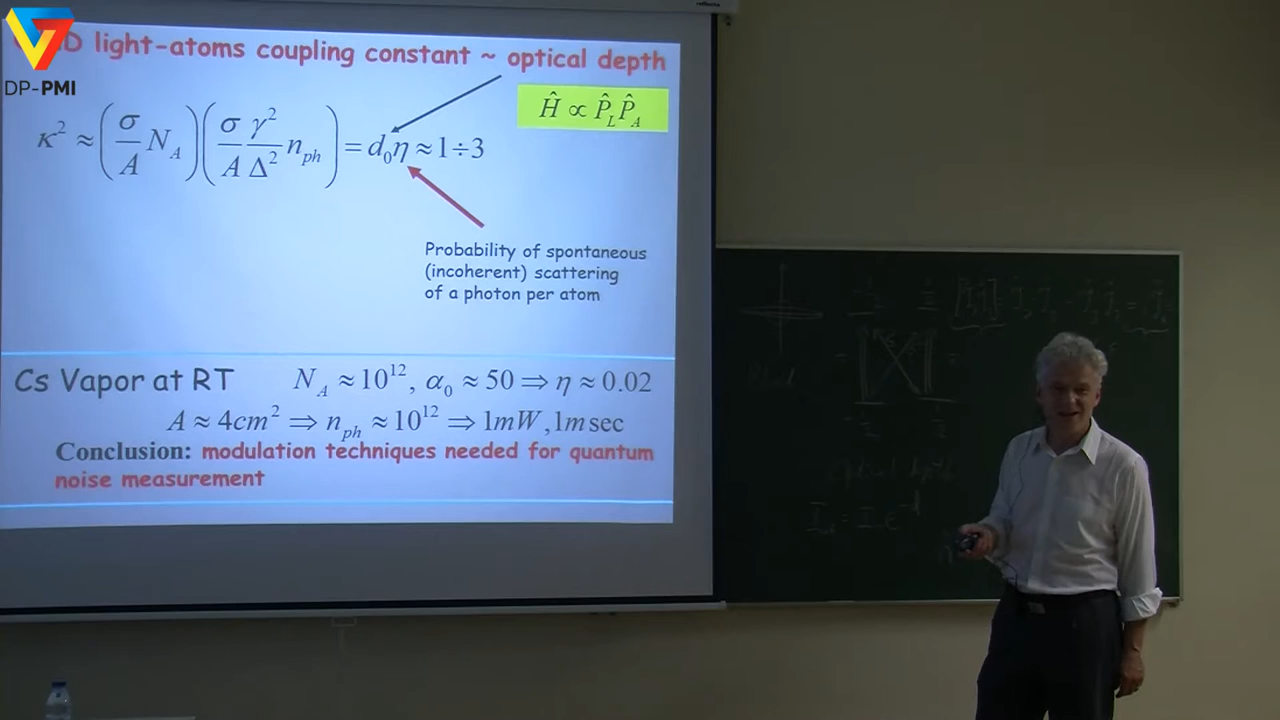 DP-PMI
D light-atoms coupling constant ~ optical depth
κ² ≈ (σ/A N_A)(σ/A γ²/Δ² n_ph) = d₀η ≈ 1÷3
Ĥ ∝ P̂_L P̂_A
Probability of spontaneous
(incoherent) scattering
of a photon per atom
Cs Vapor at RT N_A ≈ 10¹², α₀ ≈ 50 ⇒ η ≈ 0.02
A ≈ 4cm² ⇒ n_ph ≈ 10¹² ⇒ 1mW, 1m sec
Conclusion: modulation techniques needed for quantum
noise measurement